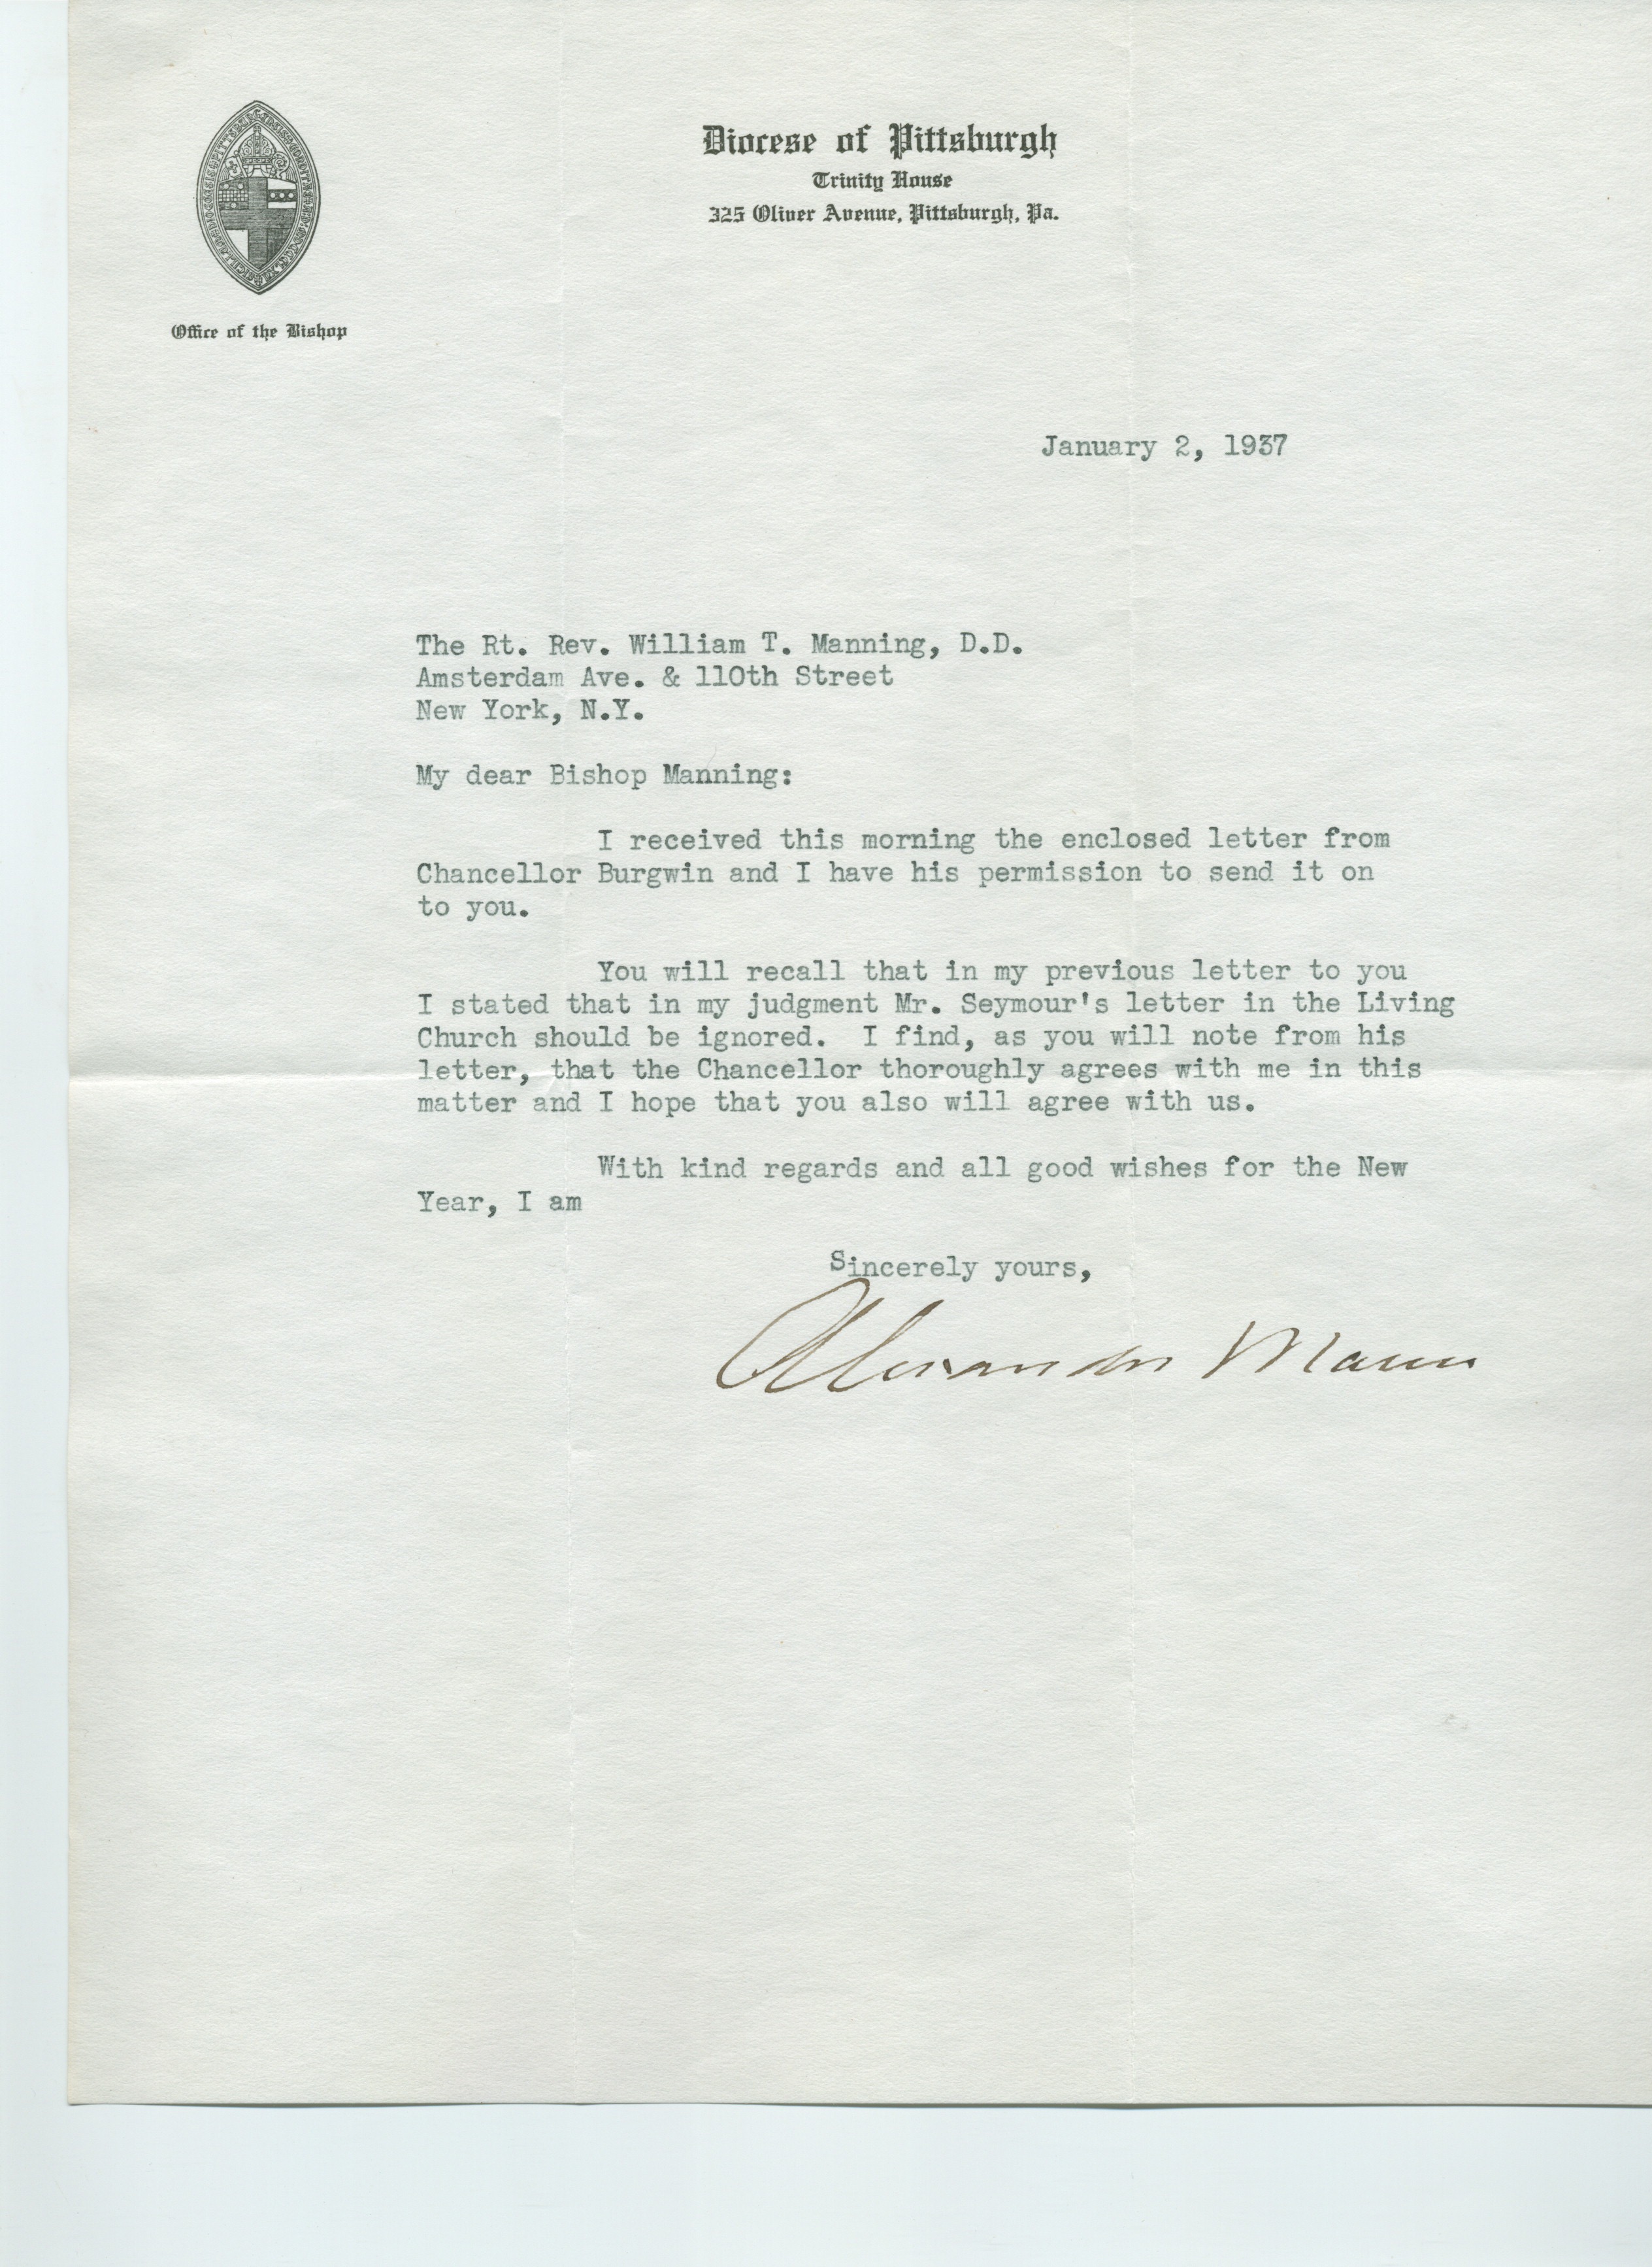 Diocese of Pittsburgh
Trinity House
325 Oliver Avenue, Pittsburgh, Pa.
Office of the Bishop
January 2, 1937
The Rt. Rev. William T. Manning, D.D.
Amsterdam Ave. & 110th Street
New York, N.Y.
My dear Bishop Manning:
I received this morning the enclosed letter from
Chancellor Burgwin and I have his permission to send it on
to you.
You will recall that in my previous letter to you
I stated that in my judgment Mr. Seymour's letter in the Living
Church should be ignored. I find, as you will note from his
letter, that the Chancellor thoroughly agrees with me in this
matter and I hope that you also will agree with us.
With kind regards and all good wishes for the New
Year, I am
Sincerely yours,
Alexander Mann